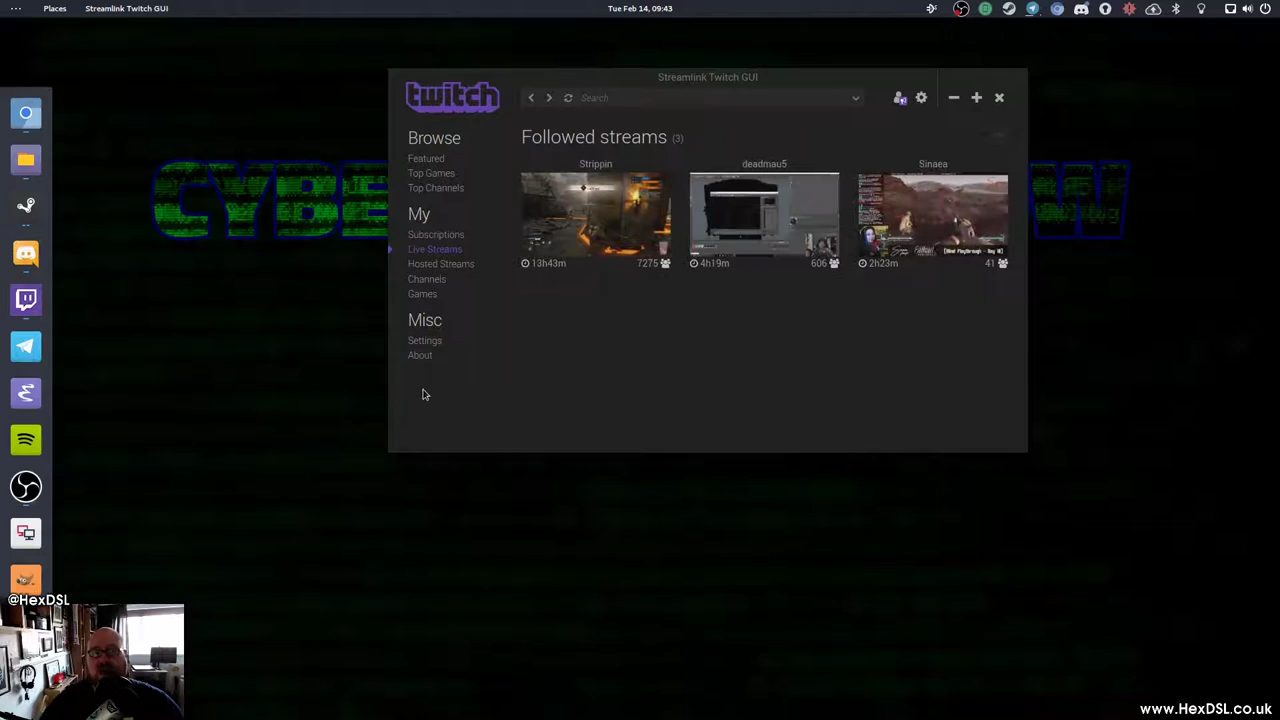 Places
Streamlink Twitch GUI
Tue Feb 14, 09:43
CYBE
W
Streamlink Twitch GUI
twitch
Search
Browse
Featured
Top Games
Top Channels
My
Subscriptions
Live Streams
Hosted Streams
Channels
Games
Misc
Settings
About
Followed streams (3)
Strippin
13h43m
7275
deadmau5
4h19m
606
Sinaea
2h23m
41
@HexDSL
www.HexDSL.co.uk